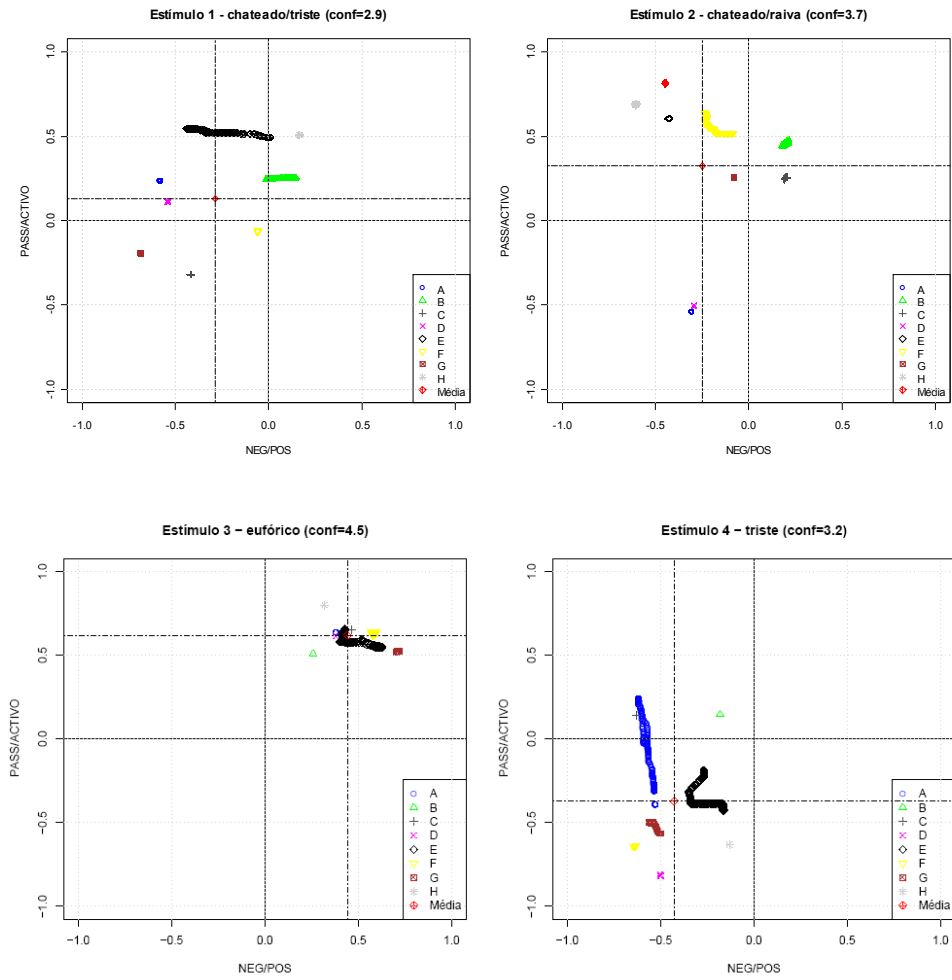 Estímulo 1 - chateado/triste (conf=2.9)
PASS/ACTIVO
1.0
0.5
0.0
-0.5
-1.0
A
B
C
D
E
F
G
H
Média
-1.0 -0.5 0.0 0.5 1.0
NEG/POS
Estímulo 2 - chateado/raiva (conf=3.7)
PASS/ACTIVO
1.0
0.5
0.0
-0.5
-1.0
A
B
C
D
E
F
G
H
Média
-1.0 -0.5 0.0 0.5 1.0
NEG/POS
Estímulo 3 – eufórico (conf=4.5)
PASS/ACTIVO
1.0
0.5
0.0
−0.5
−1.0
A
B
C
D
E
F
G
H
Média
−1.0 −0.5 0.0 0.5 1.0
NEG/POS
Estímulo 4 – triste (conf=3.2)
PASS/ACTIVO
1.0
0.5
0.0
−0.5
−1.0
A
B
C
D
E
F
G
H
Média
−1.0 −0.5 0.0 0.5 1.0
NEG/POS